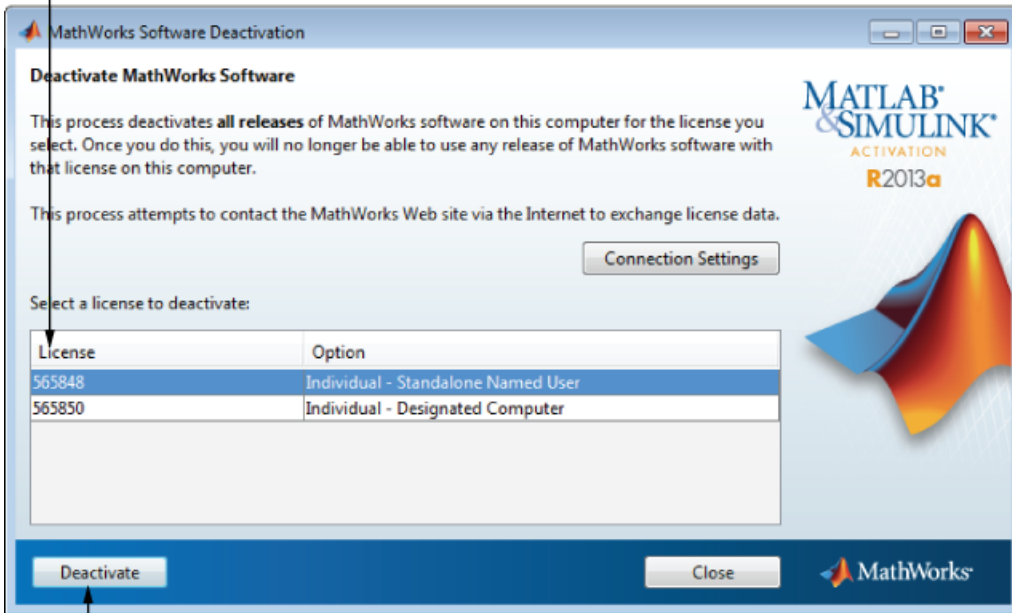 MathWorks Software Deactivation
Deactivate MathWorks Software
This process deactivates all releases of MathWorks software on this computer for the license you
select. Once you do this, you will no longer be able to use any release of MathWorks software with
that license on this computer.
This process attempts to contact the MathWorks Web site via the Internet to exchange license data.
Connection Settings
Select a license to deactivate:
License Option
565848 Individual - Standalone Named User
565850 Individual - Designated Computer
MATLAB®
&SIMULINK®
ACTIVATION
R2013a
Deactivate Close MathWorks®